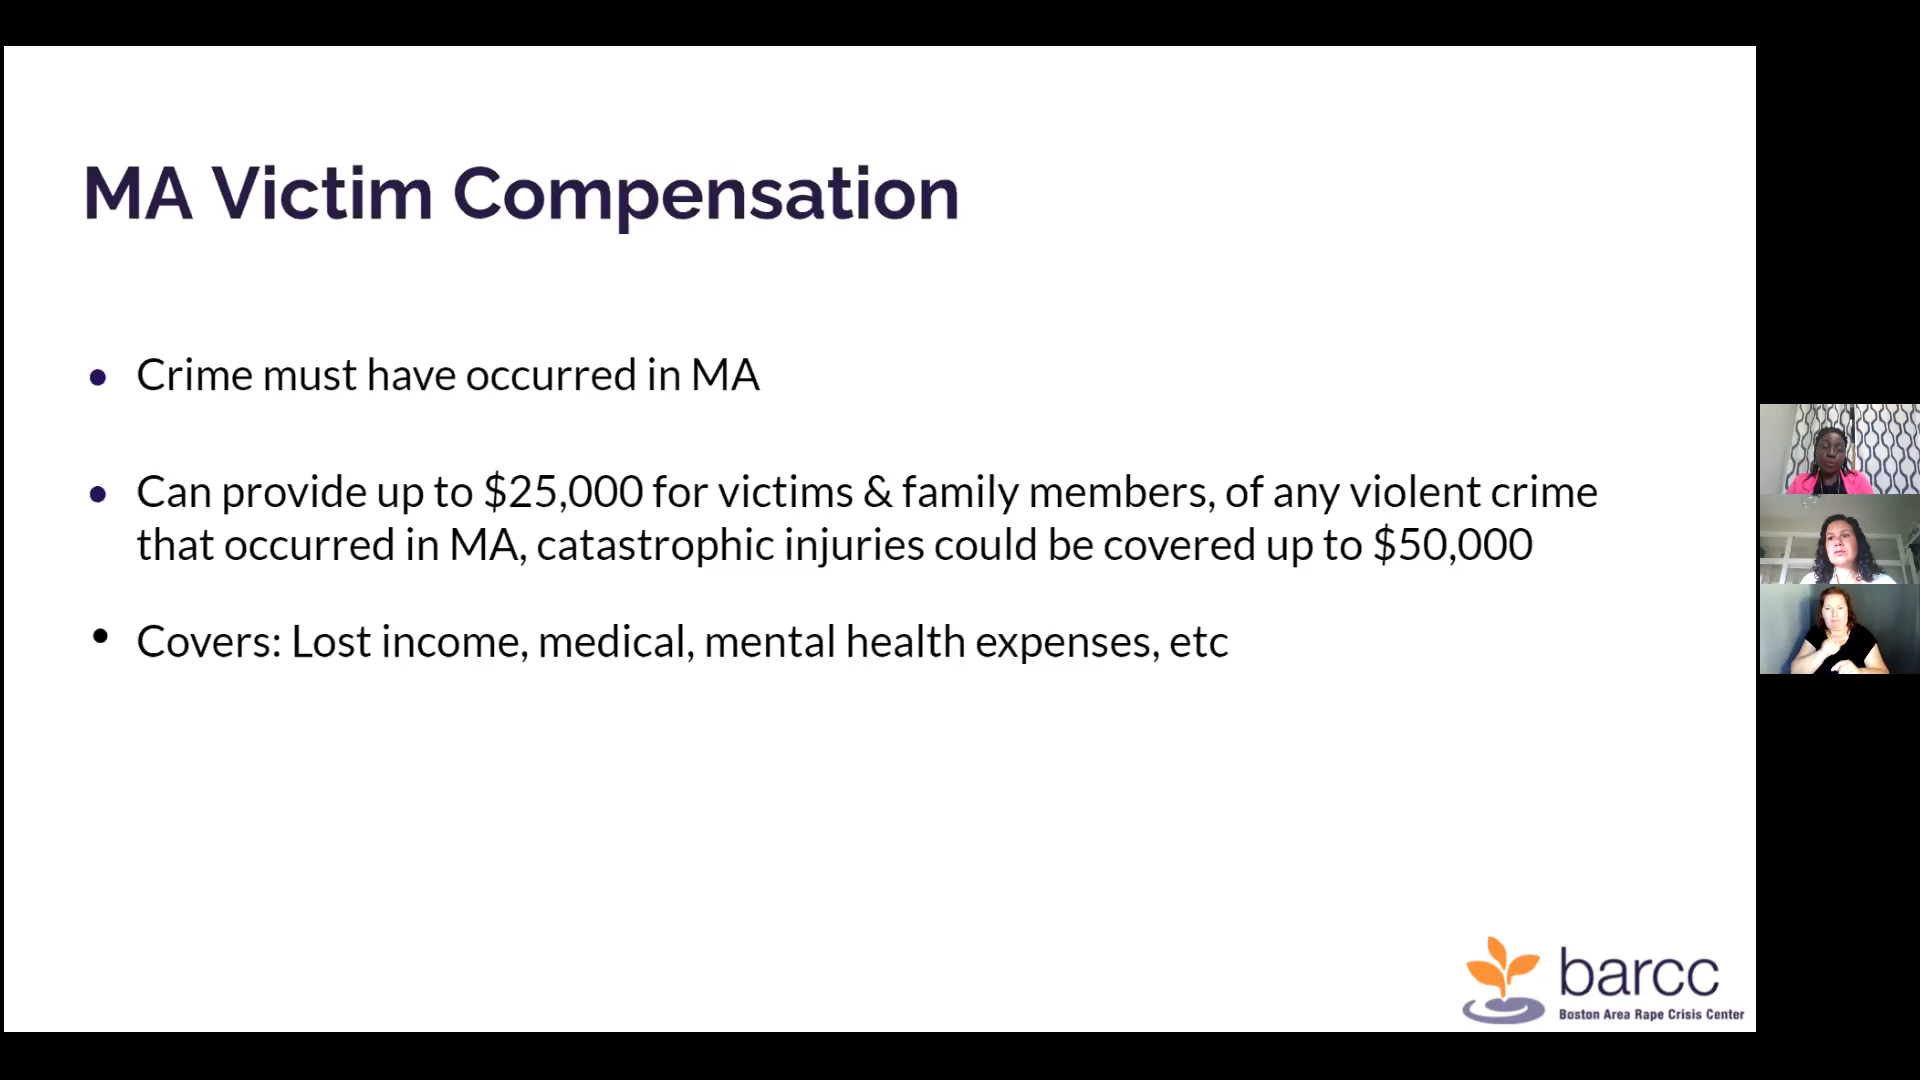 MA Victim Compensation
• Crime must have occurred in MA
• Can provide up to $25,000 for victims & family members, of any violent crime
that occurred in MA, catastrophic injuries could be covered up to $50,000
• Covers: Lost income, medical, mental health expenses, etc
barcc
Boston Area Rape Crisis Center